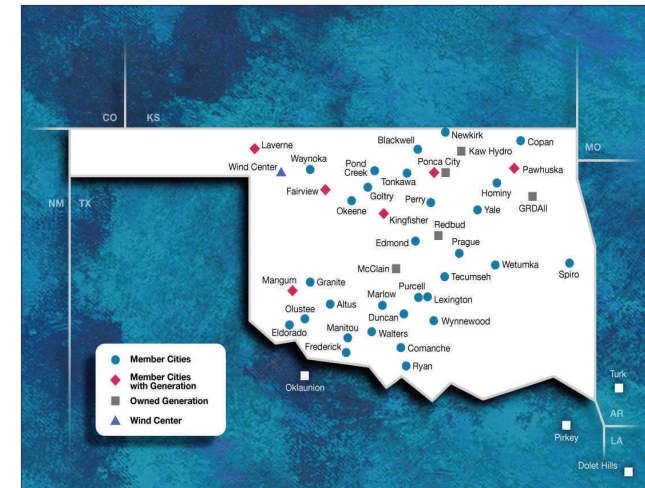 CO
KS
MO
NM
TX
AR
LA
Newkirk
Blackwell
Copan
Laverne
Kaw Hydro
Wind Center
Waynoka
Pond
Creek
Ponca City
Pawhuska
Tonkawa
Fairview
Goltry
Hominy
Okeene
Perry
Yale
GRDAII
Kingfisher
Redbud
Edmond
Prague
McClain
Wetumka
Spiro
Mangum
Granite
Tecumseh
Purcell
Lexington
Olustee
Altus
Marlow
Duncan
Wynnewood
Eldorado
Manitou
Walters
Frederick
Comanche
Ryan
Oklaunion
Turk
Pirkey
Dolet Hills
Member Cities
Member Cities
with Generation
Owned Generation
Wind Center